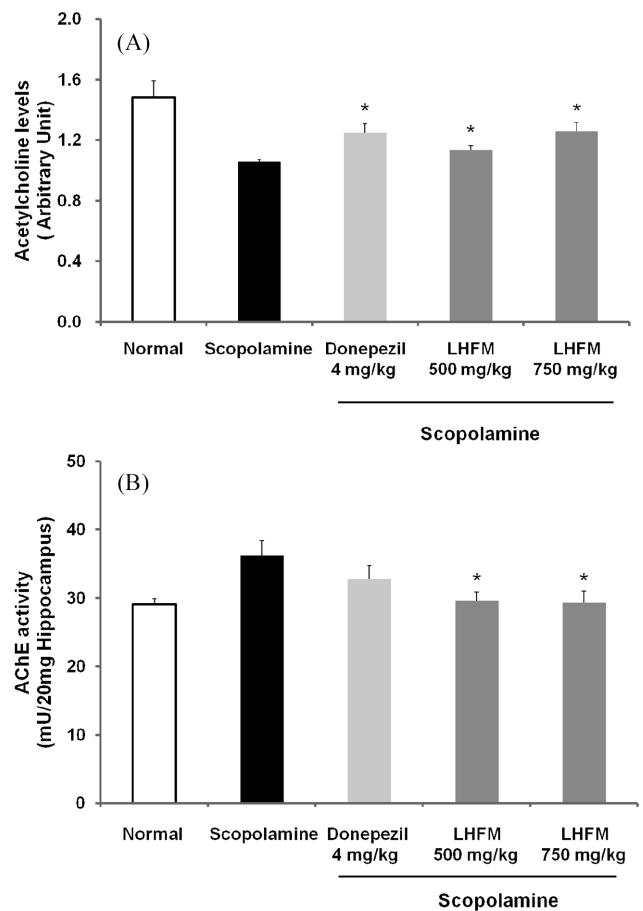 (A)
Acetylcholine levels
( Arbitrary Unit)
1.6
1.2
0.8
0.4
0.0
2.0
*
*
*
Normal Scopolamine Donepezil LHFM LHFM
4 mg/kg 500 mg/kg 750 mg/kg
Scopolamine
(B)
AChE activity
(mU/20mg Hippocampus)
50
40
30
20
10
0
*
*
Normal Scopolamine Donepezil LHFM LHFM
4 mg/kg 500 mg/kg 750 mg/kg
Scopolamine